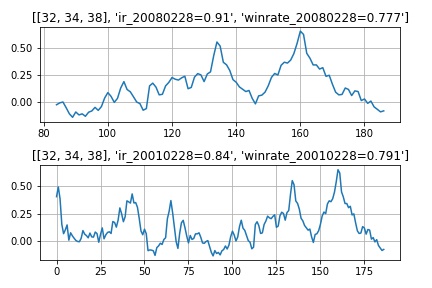 [[32, 34, 38], 'ir_20080228=0.91', 'winrate_20080228=0.777']
0.50
0.25
0.00
80 100 120 140 160 180
[[32, 34, 38], 'ir_20010228=0.84', 'winrate_20010228=0.791']
0.50
0.25
0.00
0 25 50 75 100 125 150 175